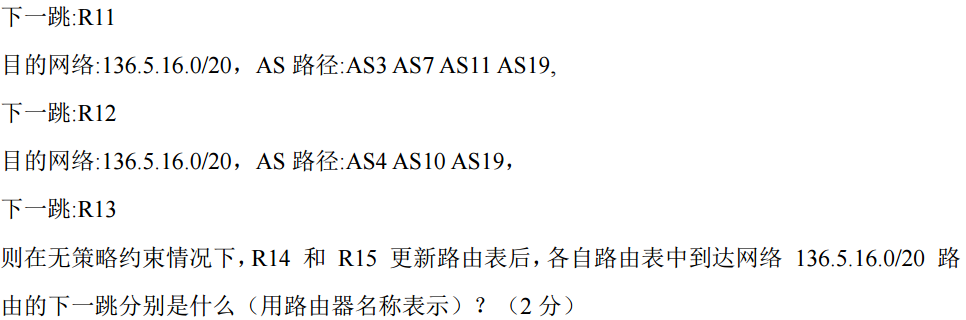 下一跳:R11
目的网络:136.5.16.0/20，AS 路径:AS3 AS7 AS11 AS19,
下一跳:R12
目的网络:136.5.16.0/20，AS 路径:AS4 AS10 AS19，
下一跳:R13
则在无策略约束情况下，R14 和 R15 更新路由表后，各自路由表中到达网络 136.5.16.0/20 路
由的下一跳分别是什么（用路由器名称表示）？（2 分）